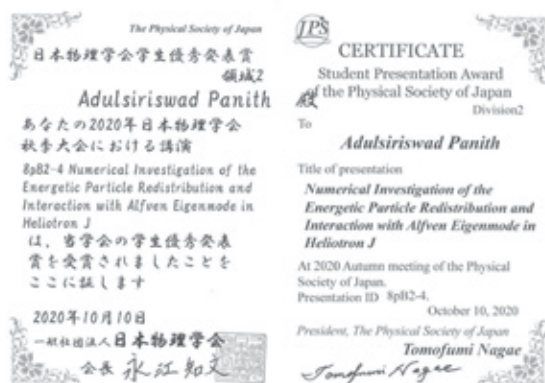 The Physical Society of Japan
日本物理学会学生優秀発表賞
領域2
Adulsiriswad Panith 殿
あなたの2020年日本物理学会
秋季大会における講演
8pB2-4 Numerical Investigation of the
Energetic Particle Redistribution and
Interaction with Alfven Eigenmode in
Heliotron J
は、当学会の学生優秀発表
賞を受賞されましたことを
ここに証します
2020年10月10日
一般社団法人日本物理学会
会長 永江知文
JPS
CERTIFICATE
Student Presentation Award
of the Physical Society of Japan
Division2
To
Adulsiriswad Panith
Title of presentation
Numerical Investigation of the
Energetic Particle Redistribution and
Interaction with Alfven Eigenmode in
Heliotron J
At 2020 Autumn meeting of the Physical
Society of Japan.
Presentation ID 8pB2-4,
October 10, 2020
President, The Physical Society of Japan
Tomofumi Nagae
Tomofumi Nagae